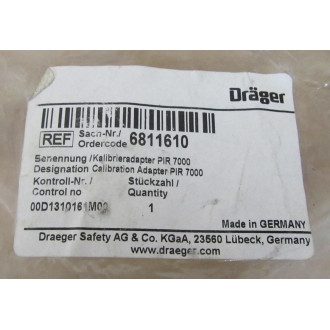 Dräger
REF Sach-Nr./ Ordercode 6811610
Benennung /Kalibrieradapter PIR 7000
Designation Calibration Adapter PIR 7000
Kontroll-Nr. / Stückzahl /
Control no Quantity
00D1310161M00 1
Made in GERMANY
Draeger Safety AG & Co. KGaA, 23560 Lübeck, Germany
www.draeger.com